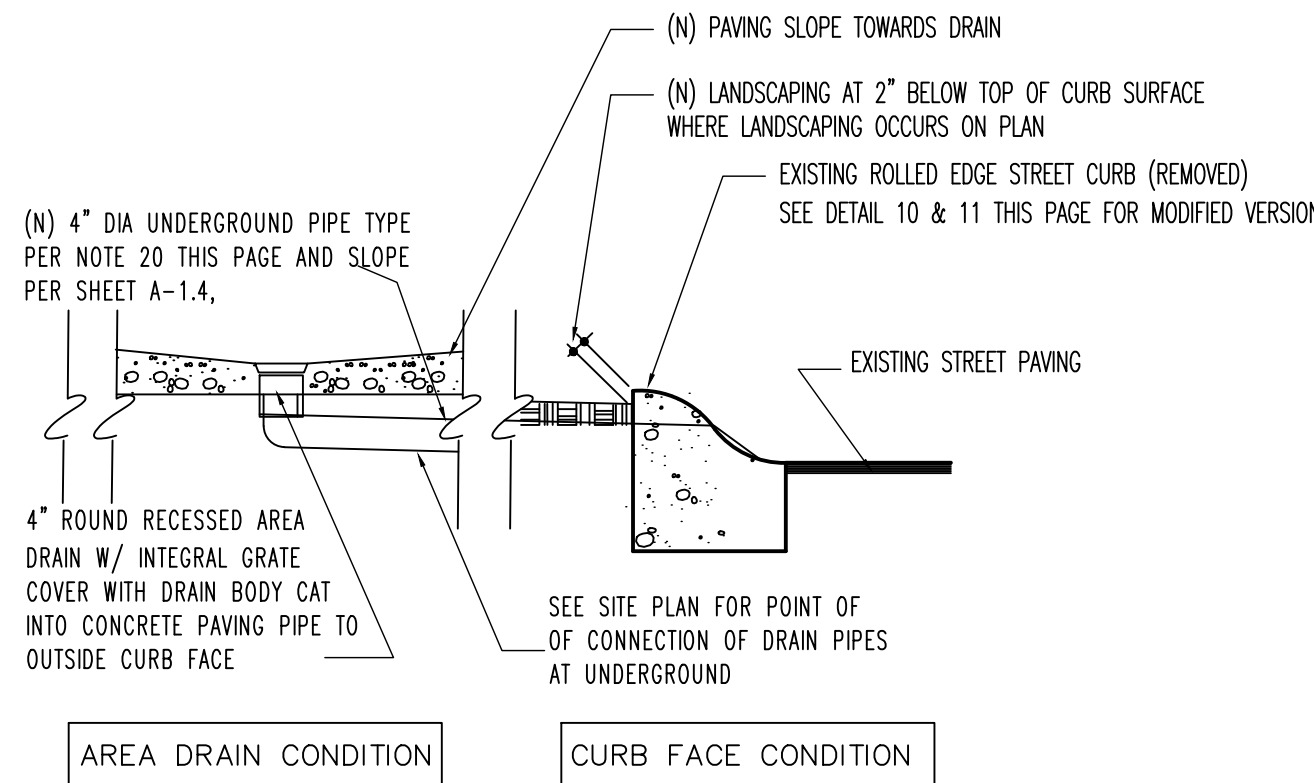 (N) PAVING SLOPE TOWARDS DRAIN
(N) LANDSCAPING AT 2" BELOW TOP OF CURB SURFACE
WHERE LANDSCAPING OCCURS ON PLAN
EXISTING ROLLED EDGE STREET CURB (REMOVED)
SEE DETAIL 10 & 11 THIS PAGE FOR MODIFIED VERSION
(N) 4" DIA UNDERGROUND PIPE TYPE
PER NOTE 20 THIS PAGE AND SLOPE
PER SHEET A-1.4,
EXISTING STREET PAVING
4" ROUND RECESSED AREA
DRAIN W/ INTEGRAL GRATE
COVER WITH DRAIN BODY CAT
INTO CONCRETE PAVING PIPE TO
OUTSIDE CURB FACE
SEE SITE PLAN FOR POINT OF
OF CONNECTION OF DRAIN PIPES
AT UNDERGROUND
AREA DRAIN CONDITION
CURB FACE CONDITION